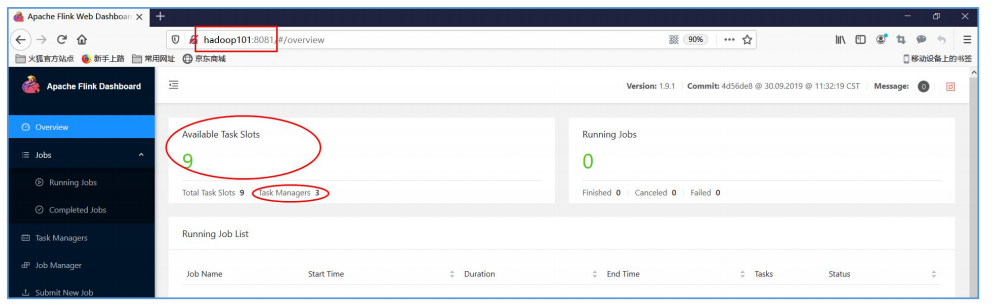 Apache Flink Web Dashboard
hadoop101:8081/#/overview
90%
火狐官方站点 新手上路 常用网址 京东商城
移动设备上的书签
Apache Flink Dashboard
Version: 1.9.1 Commit: 4d56de8 @ 30.09.2019 @ 11:32:19 CST Message: 0
Overview
Available Task Slots
Running Jobs
Jobs
9
0
Running Jobs
Total Task Slots 9 Task Managers 3
Finished 0 Canceled 0 Failed 0
Completed Jobs
Task Managers
Running Job List
Job Manager
Job Name Start Time Duration End Time Tasks Status
Submit New Job